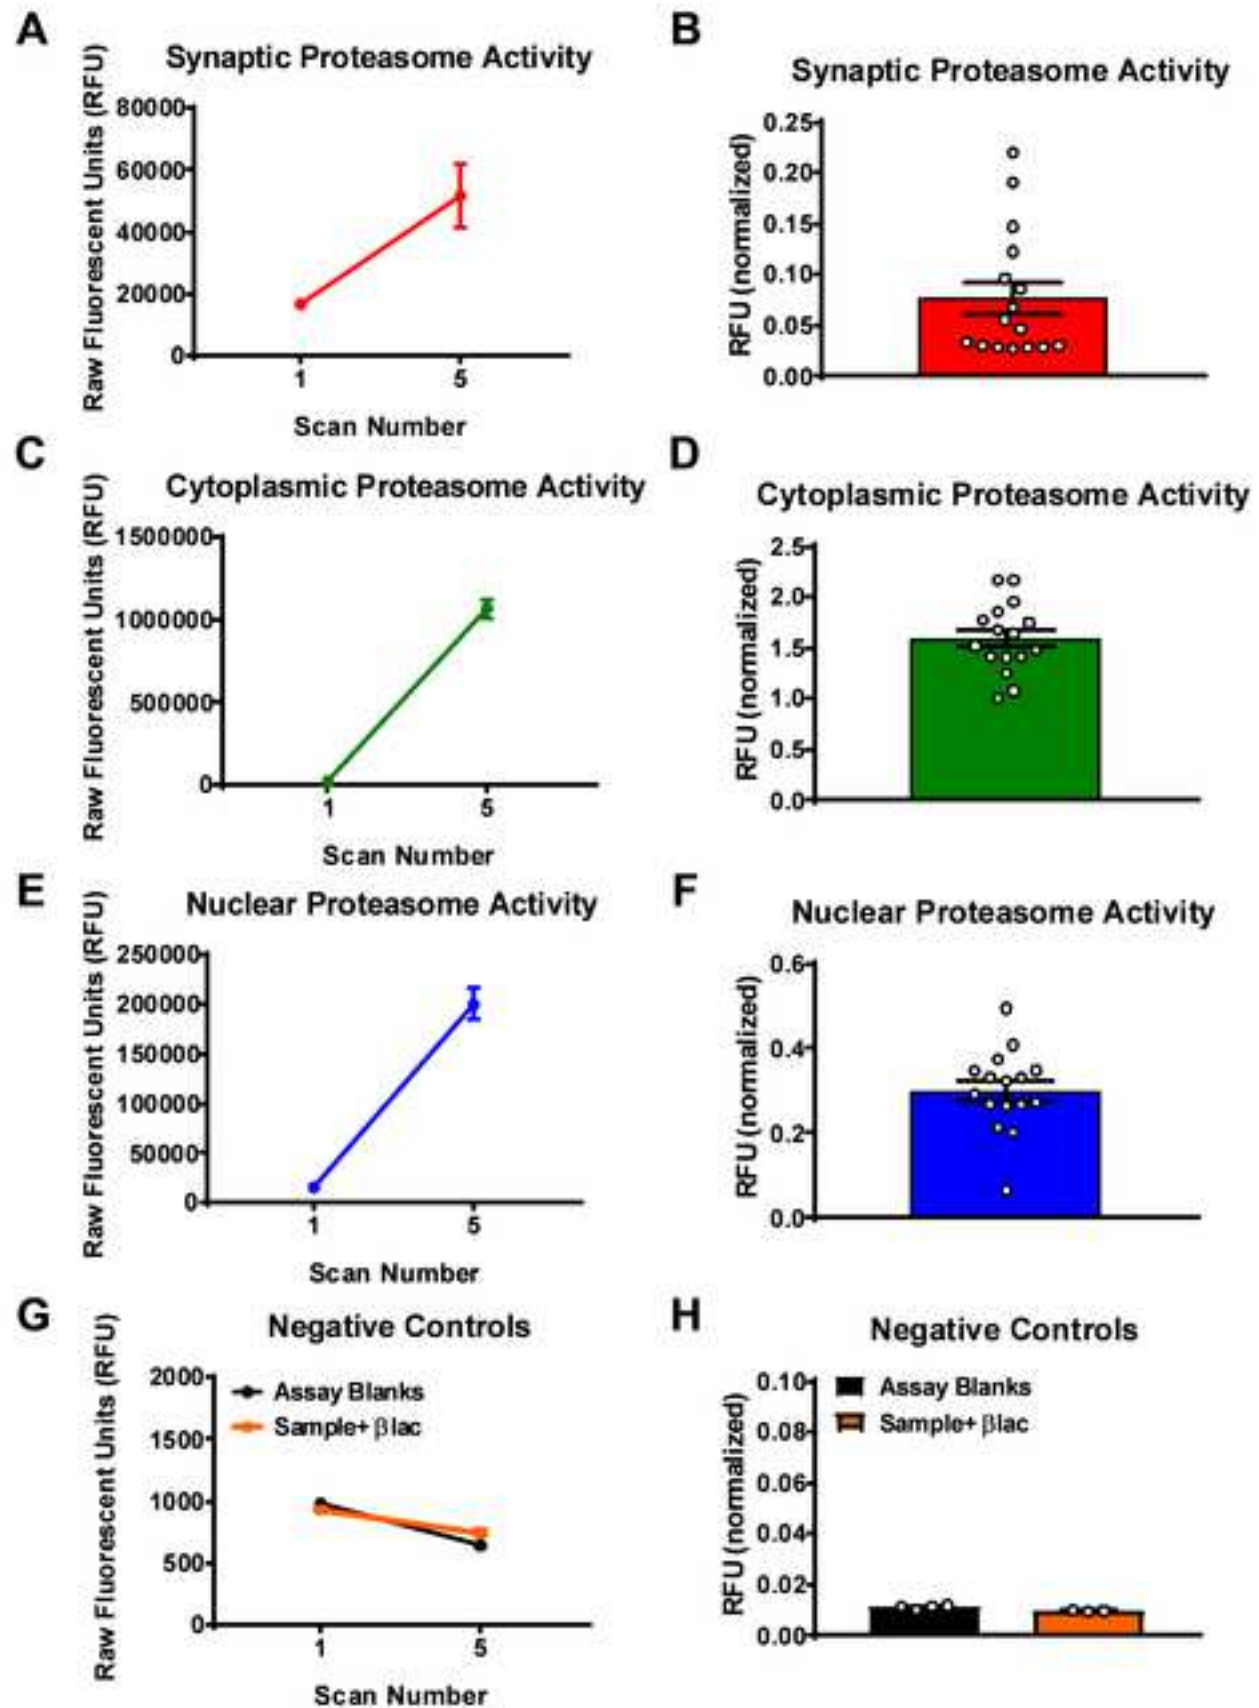 A
Synaptic Proteasome Activity
Raw Fluorescent Units (RFU)
80000
60000
40000
20000
0
1
5
Scan Number
B
Synaptic Proteasome Activity
RFU (normalized)
0.25
0.20
0.15
0.10
0.05
0.00
C
Cytoplasmic Proteasome Activity
Raw Fluorescent Units (RFU)
1500000
1000000
500000
0
1
5
Scan Number
D
Cytoplasmic Proteasome Activity
RFU (normalized)
2.5
2.0
1.5
1.0
0.5
0.0
E
Nuclear Proteasome Activity
Raw Fluorescent Units (RFU)
250000
200000
150000
100000
50000
0
1
5
Scan Number
F
Nuclear Proteasome Activity
RFU (normalized)
0.6
0.4
0.2
0.0
G
Negative Controls
Raw Fluorescent Units (RFU)
2000
1500
1000
500
0
Assay Blanks
Sample+ βlac
1
5
Scan Number
H
Negative Controls
RFU (normalized)
0.10
0.08
0.06
0.04
0.02
0.00
Assay Blanks
Sample+ βlac